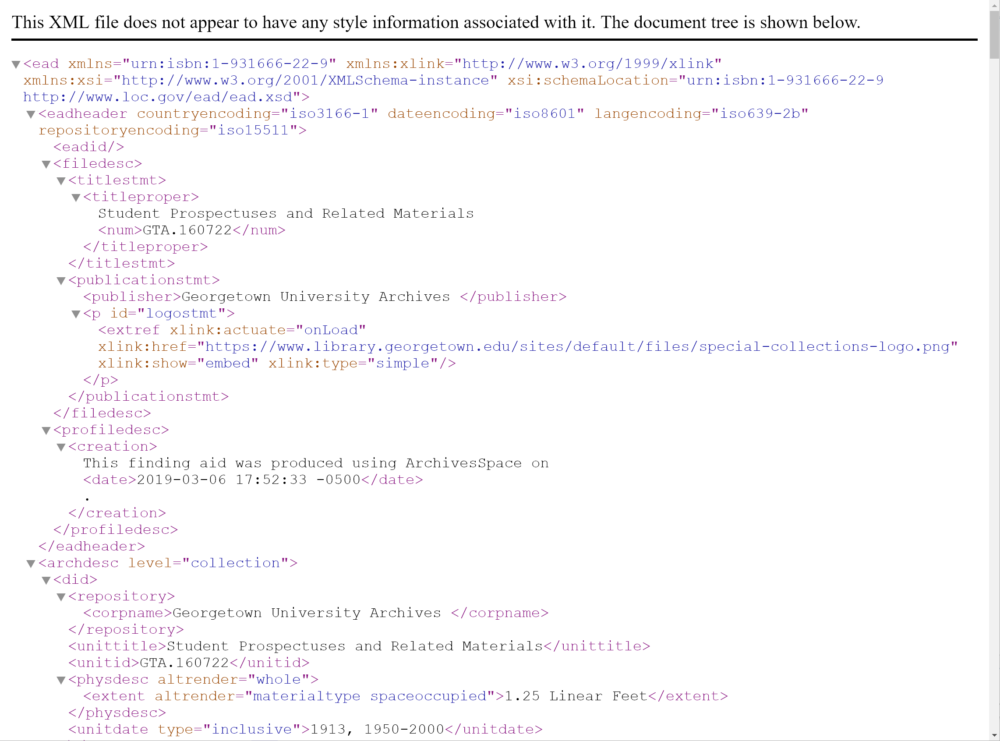 This XML file does not appear to have any style information associated with it. The document tree is shown below.
<ead xmlns="urn:isbn:1-931666-22-9" xmlns:xlink="http://www.w3.org/1999/xlink"
xmlns:xsi="http://www.w3.org/2001/XMLSchema-instance" xsi:schemaLocation="urn:isbn:1-931666-22-9
http://www.loc.gov/ead/ead.xsd">
<eadheader countryencoding="iso3166-1" dateencoding="iso8601" langencoding="iso639-2b"
repositoryencoding="iso15511">
<eadid/>
<filedesc>
<titlestmt>
<titleproper>
Student Prospectuses and Related Materials
<num>GTA.160722</num>
</titleproper>
</titlestmt>
<publicationstmt>
<publisher>Georgetown University Archives </publisher>
<p id="logostmt">
<extref xlink:actuate="onLoad"
xlink:href="https://www.library.georgetown.edu/sites/default/files/special-collections-logo.png"
xlink:show="embed" xlink:type="simple"/>
</p>
</publicationstmt>
</filedesc>
<profiledesc>
<creation>
This finding aid was produced using ArchivesSpace on
<date>2019-03-06 17:52:33 -0500</date>
.
</creation>
</profiledesc>
</eadheader>
<archdesc level="collection">
<did>
<repository>
<corpname>Georgetown University Archives </corpname>
</repository>
<unittitle>Student Prospectuses and Related Materials</unittitle>
<unitid>GTA.160722</unitid>
<physdesc altrender="whole">
<extent altrender="materialtype spaceoccupied">1.25 Linear Feet</extent>
</physdesc>
<unitdate type="inclusive">1913, 1950-2000</unitdate>